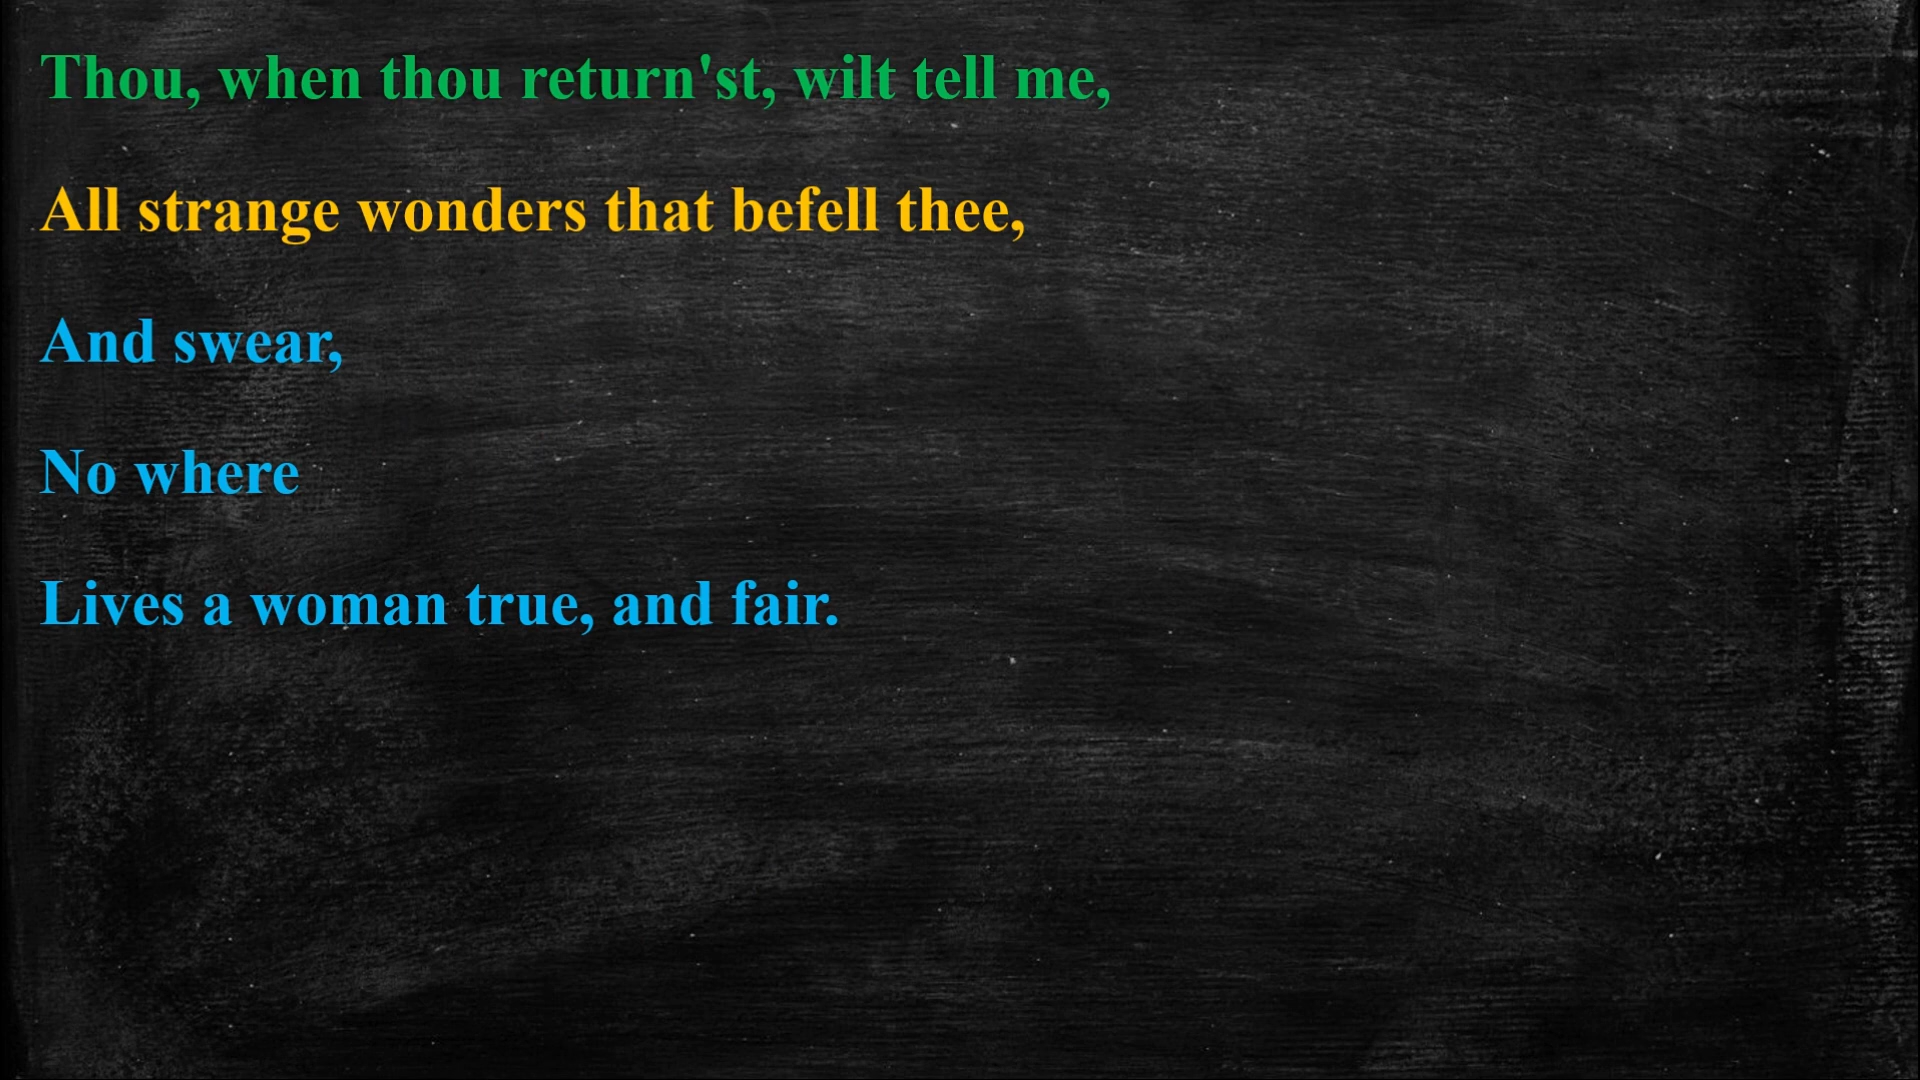 Thou, when thou return'st, wilt tell me,
All strange wonders that befell thee,
And swear,
No where
Lives a woman true, and fair.